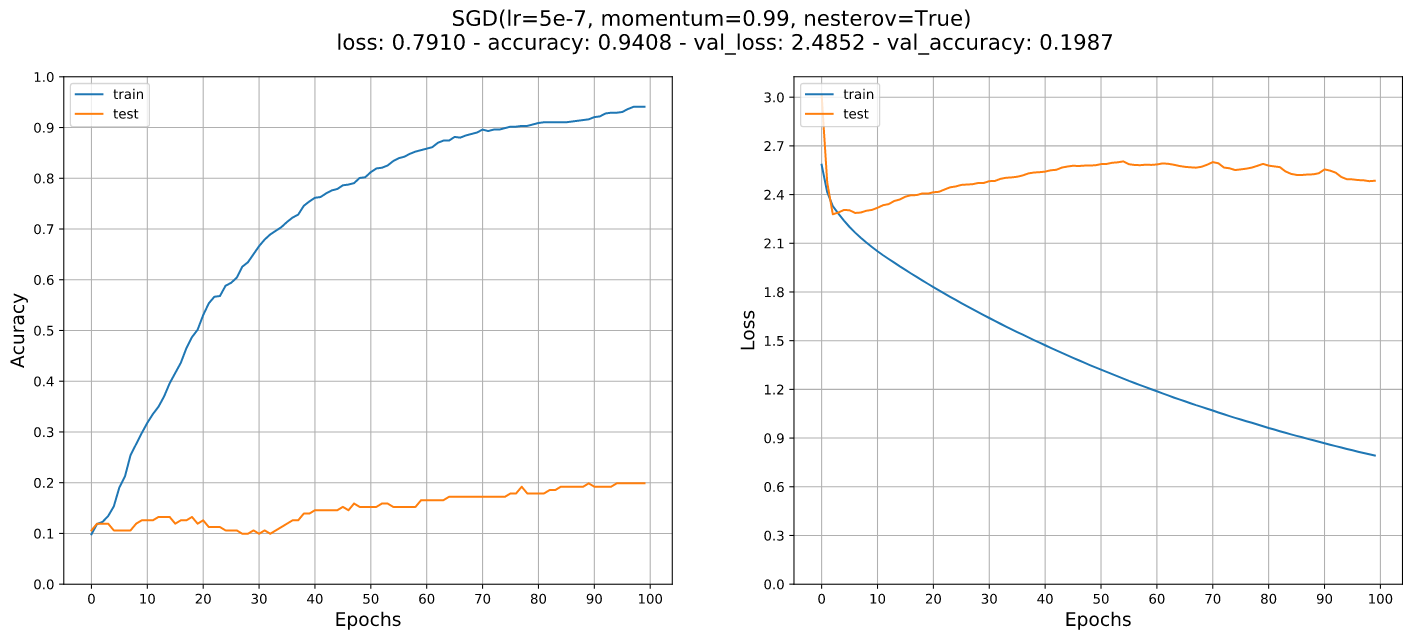 SGD(lr=5e-7, momentum=0.99, nesterov=True)
loss: 0.7910 - accuracy: 0.9408 - val_loss: 2.4852 - val_accuracy: 0.1987
train
test
1.0
0.9
0.8
0.7
0.6
0.5
0.4
0.3
0.2
0.1
0.0
Acuracy
0 10 20 30 40 50 60 70 80 90 100
Epochs
train
test
3.0
2.7
2.4
2.1
1.8
1.5
1.2
0.9
0.6
0.3
0.0
Loss
0 10 20 30 40 50 60 70 80 90 100
Epochs